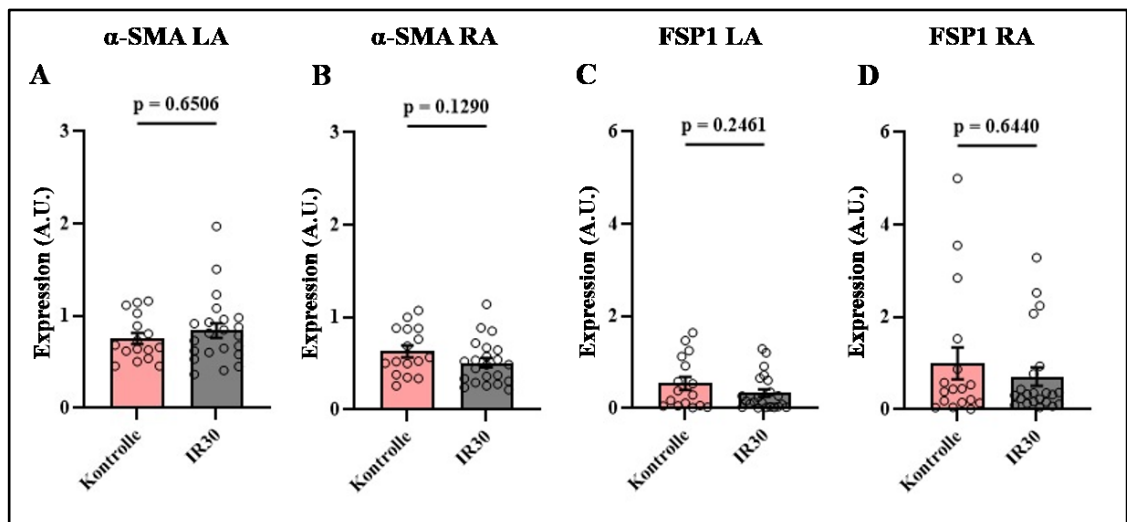 α-SMA LA
α-SMA RA
FSP1 LA
FSP1 RA
A
B
C
D
p = 0.6506
p = 0.1290
p = 0.2461
p = 0.6440
Expression (A.U.)
3
2
1
0
Kontrolle
IR30
Expression (A.U.)
3
2
1
0
Kontrolle
IR30
Expression (A.U.)
6
4
2
0
Kontrolle
IR30
Expression (A.U.)
6
4
2
0
Kontrolle
IR30